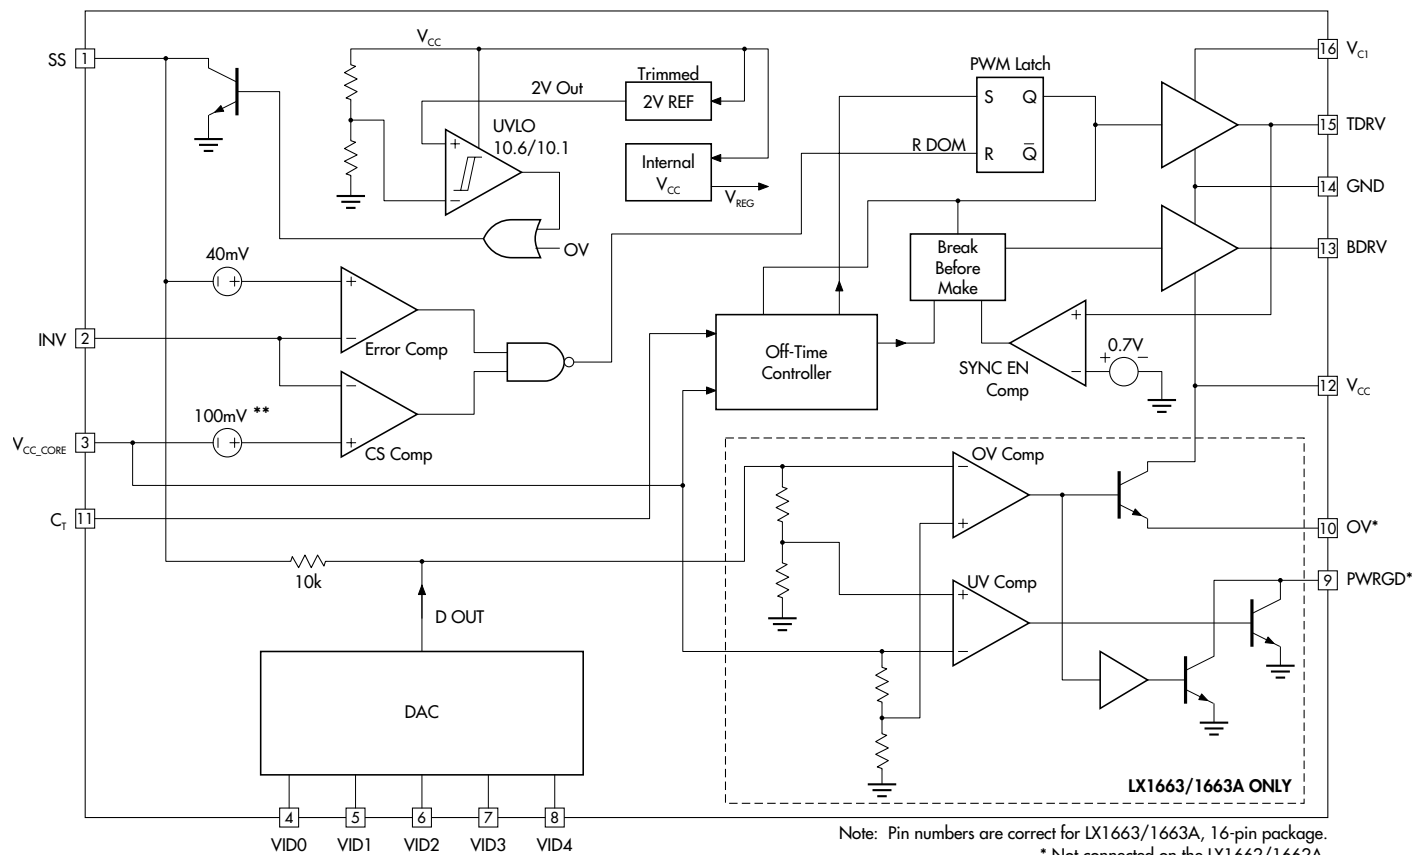 V_CC
SS 1
16 V_C1
Trimmed
2V REF
2V Out
PWM Latch
S Q
R Q̅
R DOM
UVLO
10.6/10.1
15 TDRV
Internal
V_CC
V_REG
14 GND
OV
13 BDRV
40mV
+
+
−
Error Comp
INV 2
Break
Before
Make
Off-Time
Controller
SYNC EN
Comp
+
−
0.7V
+ −
12 V_CC
100mV **
+
−
+
CS Comp
V_CC_CORE 3
OV Comp
−
+
C_T 11
10 OV*
10k
9 PWRGD*
UV Comp
+
−
D OUT
DAC
LX1663/1663A ONLY
4 5 6 7 8
VID0 VID1 VID2 VID3 VID4
Note: Pin numbers are correct for LX1663/1663A, 16-pin package.
* Not connected on the LX1662/1662A.